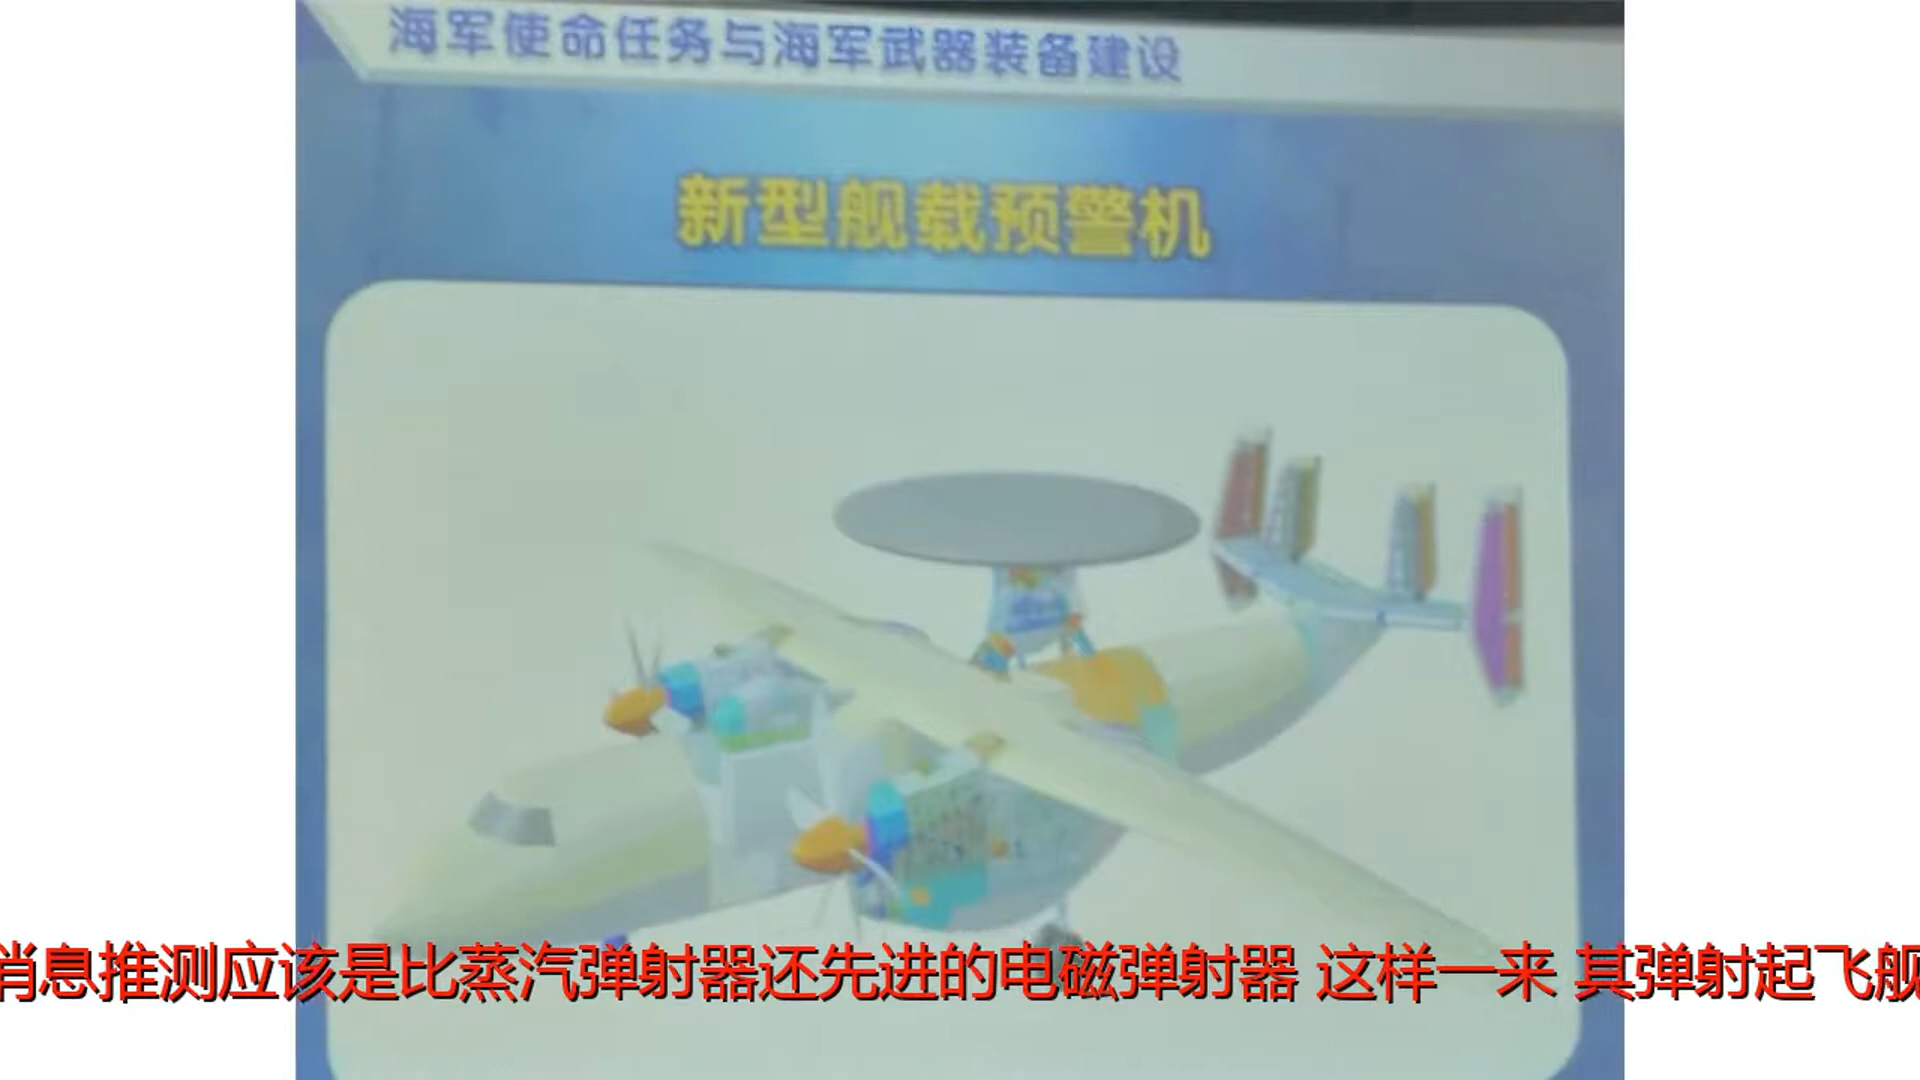 海军使命任务与海军武器装备建设
新型舰载预警机
消息推测应该是比蒸汽弹射器还先进的电磁弹射器 这样一来 其弹射起飞舰